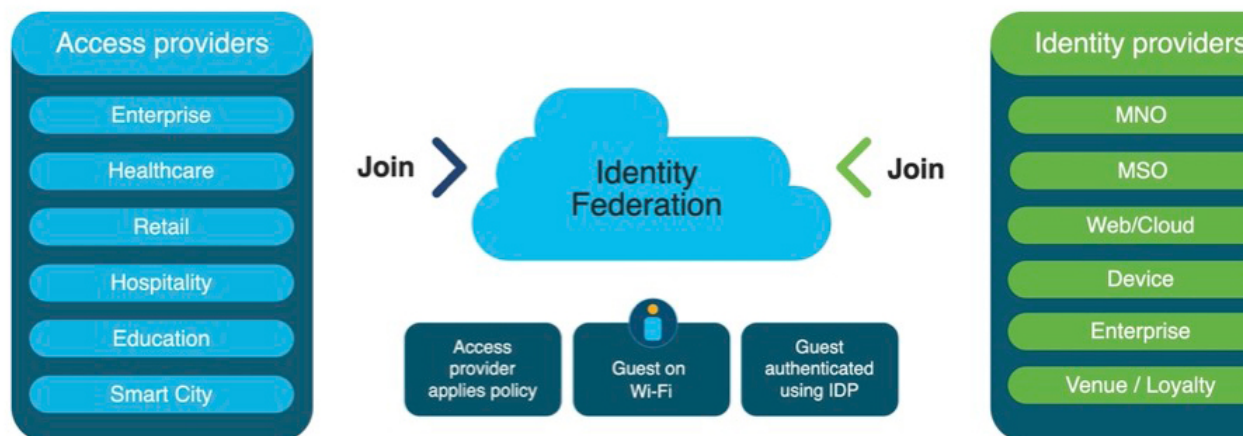 Access providers
Enterprise
Healthcare
Retail
Hospitality
Education
Smart City
Join
Identity
Federation
Join
Access
provider
applies policy
Guest on
Wi-Fi
Guest
authenticated
using IDP
Identity providers
MNO
MSO
Web/Cloud
Device
Enterprise
Venue / Loyalty